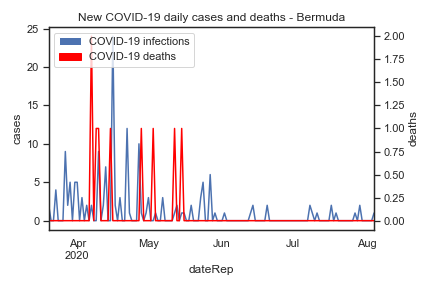 New COVID-19 daily cases and deaths - Bermuda
COVID-19 infections
COVID-19 deaths
25
20
15
10
5
0
cases
2.00
1.75
1.50
1.25
1.00
0.75
0.50
0.25
0.00
deaths
Apr May Jun Jul Aug
2020
dateRep